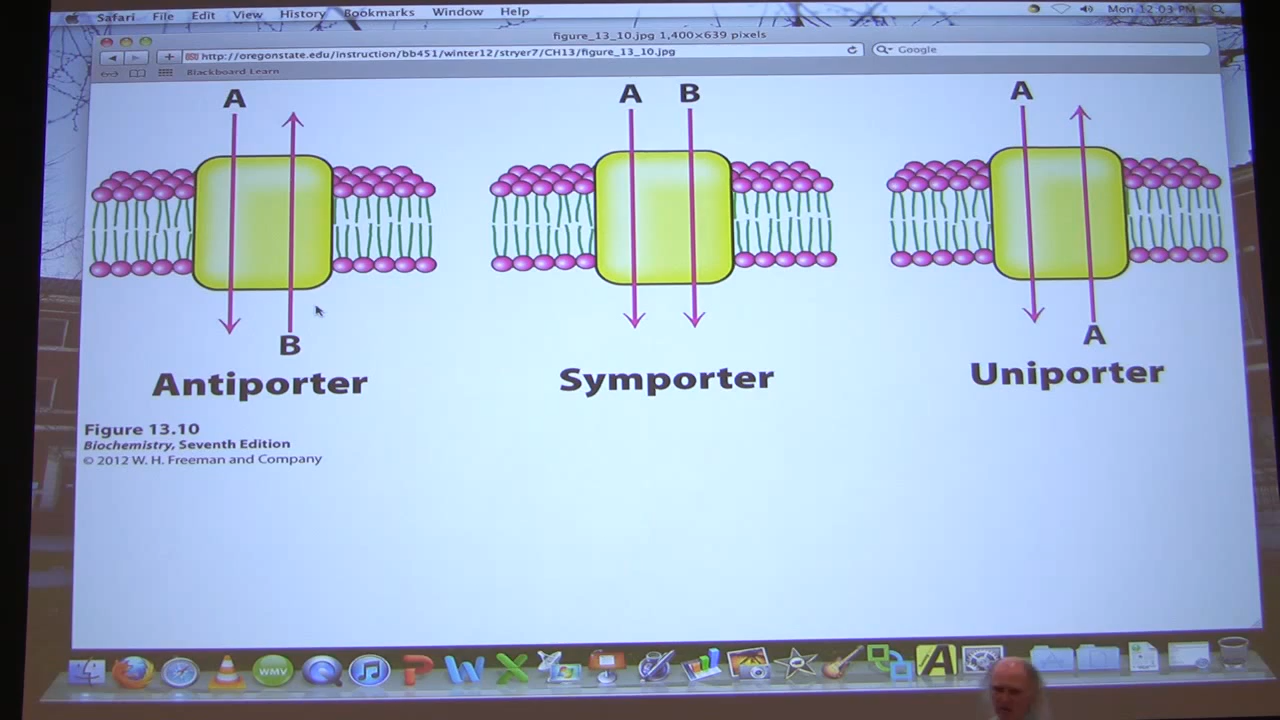 Safari File Edit View History Bookmarks Window Help Mon 12:03 PM
figure_13_10.jpg 1,400×639 pixels
http://oregonstate.edu/instruction/bb451/winter12/stryer7/CH13/figure_13_10.jpg Google
Blackboard Learn
A A B A
B A
Antiporter Symporter Uniporter
Figure 13.10
Biochemistry, Seventh Edition
© 2012 W. H. Freeman and Company
WMV P W X A